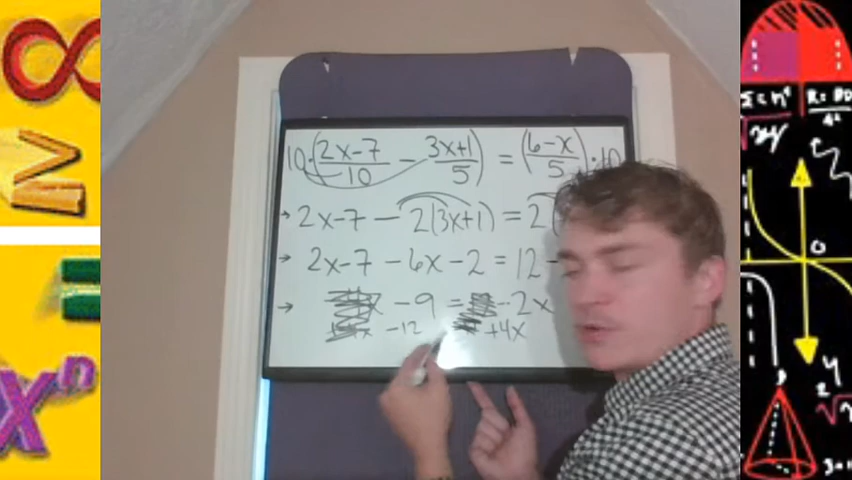 10·(2x-7/10 - 3x+1/5) = (6-x/5)·10
→ 2x-7 - 2(3x+1) = 2(
→ 2x-7 - 6x - 2 = 12 -
→ x - 9 = - 2x
x -12 +4x